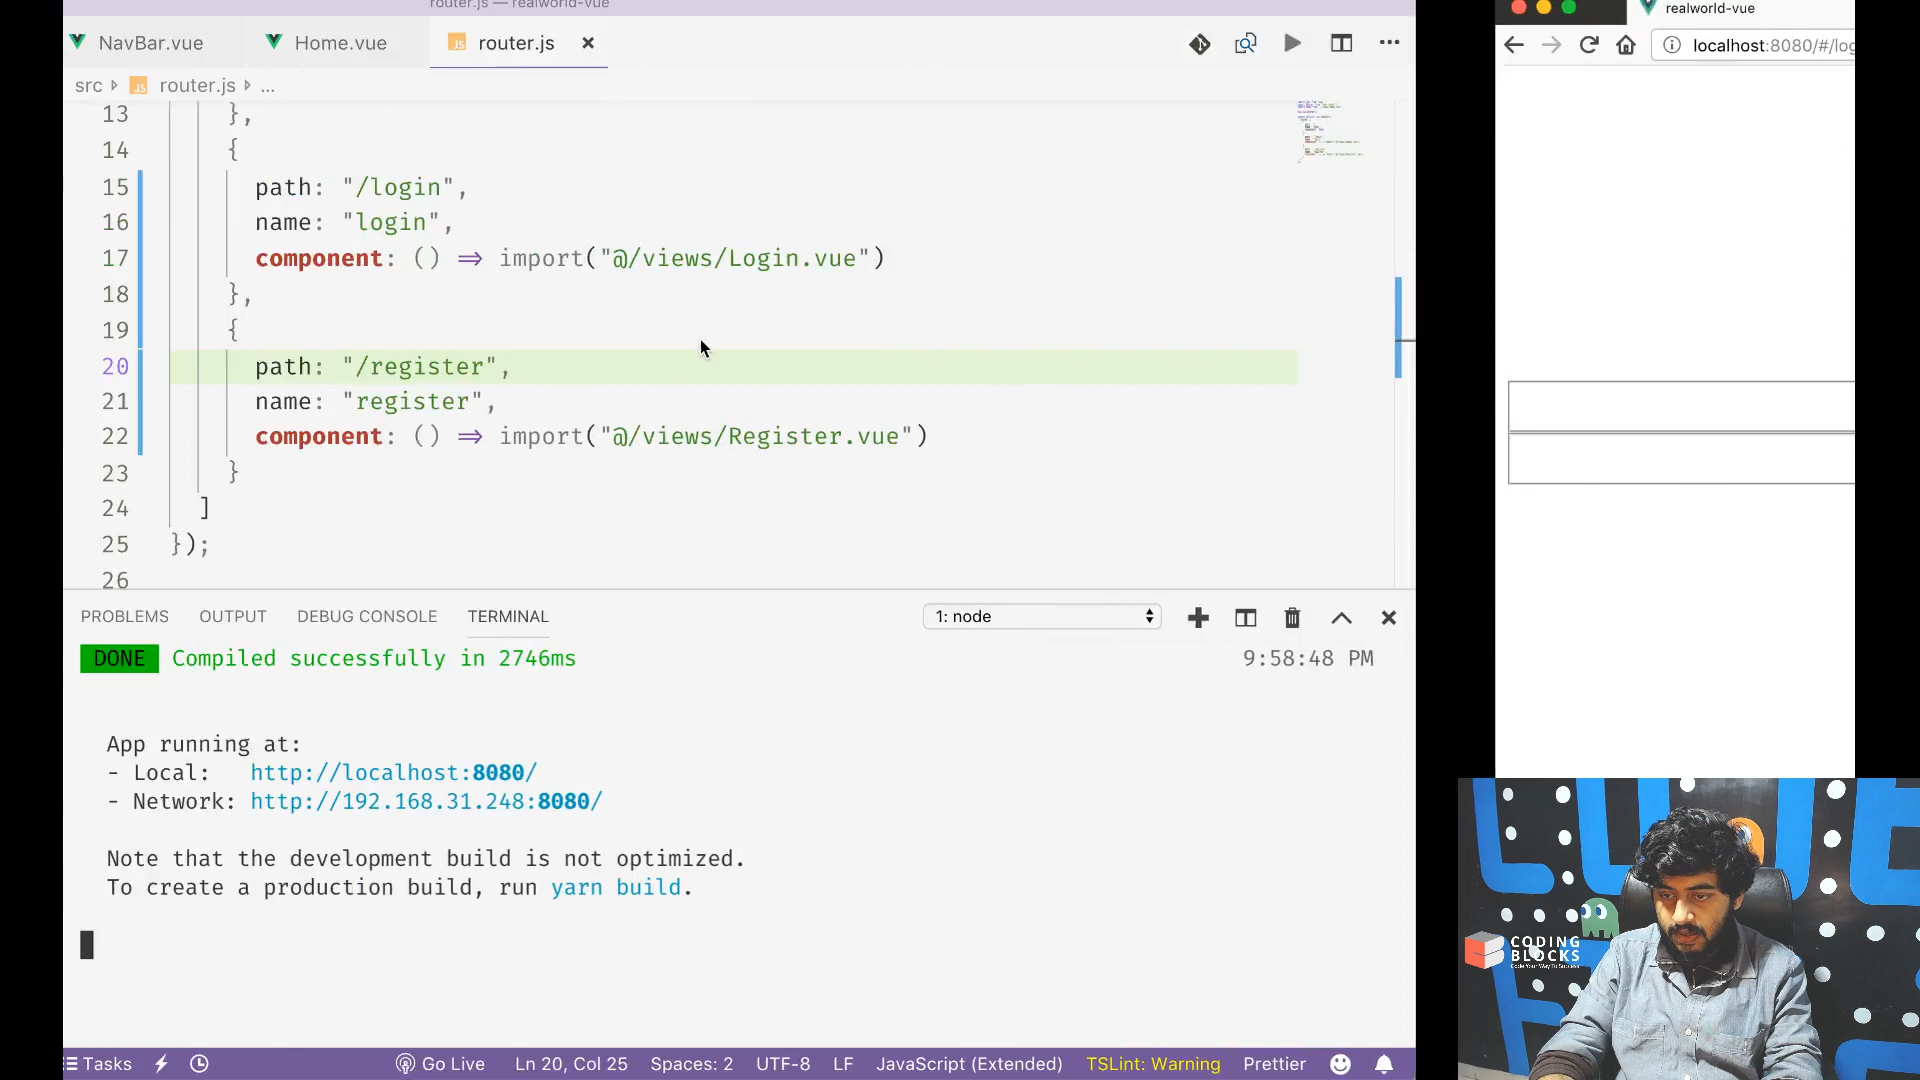 router.js — realworld-vue
NavBar.vue
Home.vue
JS router.js ×
src router.js ...
13 },
14 {
15 path: "/login",
16 name: "login",
17 component: () => import("@/views/Login.vue")
18 },
19 {
20 path: "/register",
21 name: "register",
22 component: () => import("@/views/Register.vue")
23 }
24 ]
25 });
26
PROBLEMS OUTPUT DEBUG CONSOLE TERMINAL 1: node
DONE Compiled successfully in 2746ms 9:58:48 PM
App running at:
- Local: http://localhost:8080/
- Network: http://192.168.31.248:8080/
Note that the development build is not optimized.
To create a production build, run yarn build.
Tasks Go Live Ln 20, Col 25 Spaces: 2 UTF-8 LF JavaScript (Extended) TSLint: Warning Prettier
realworld-vue
localhost:8080/#/log
CODING
BLOCKS
Code Your Way To Success